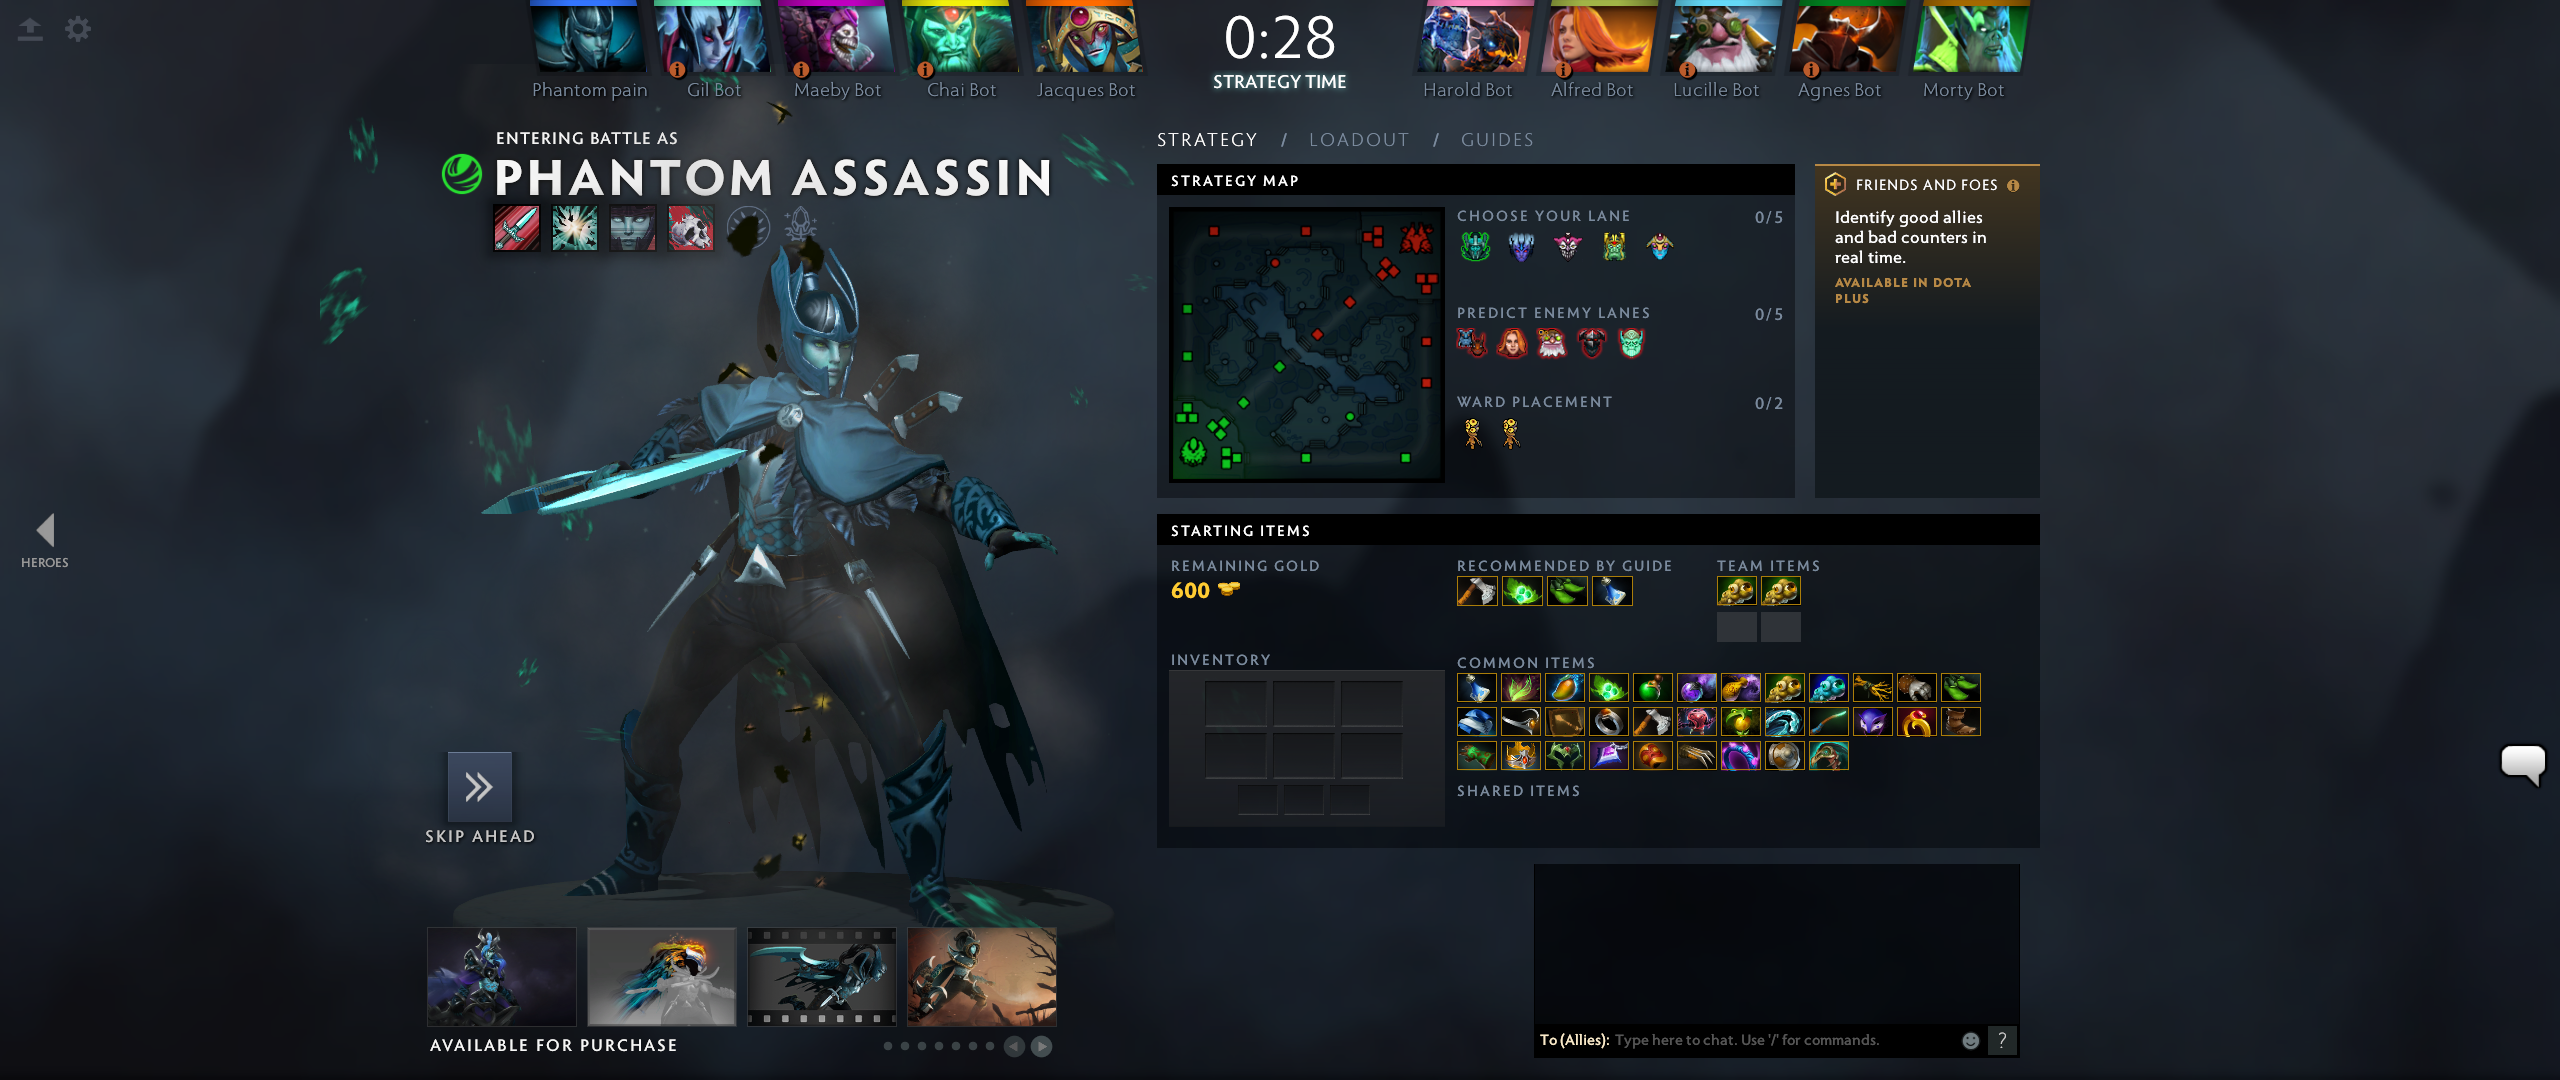 Phantom pain
Gil Bot
Maeby Bot
Chai Bot
Jacques Bot
0:28
STRATEGY TIME
Harold Bot
Alfred Bot
Lucille Bot
Agnes Bot
Morty Bot
ENTERING BATTLE AS
PHANTOM ASSASSIN
HEROES
SKIP AHEAD
AVAILABLE FOR PURCHASE
STRATEGY / LOADOUT / GUIDES
STRATEGY MAP
CHOOSE YOUR LANE 0/5
PREDICT ENEMY LANES 0/5
WARD PLACEMENT 0/2
FRIENDS AND FOES
Identify good allies
and bad counters in
real time.
AVAILABLE IN DOTA
PLUS
STARTING ITEMS
REMAINING GOLD
600
RECOMMENDED BY GUIDE
TEAM ITEMS
INVENTORY
COMMON ITEMS
SHARED ITEMS
To (Allies): Type here to chat. Use '/' for commands.
?